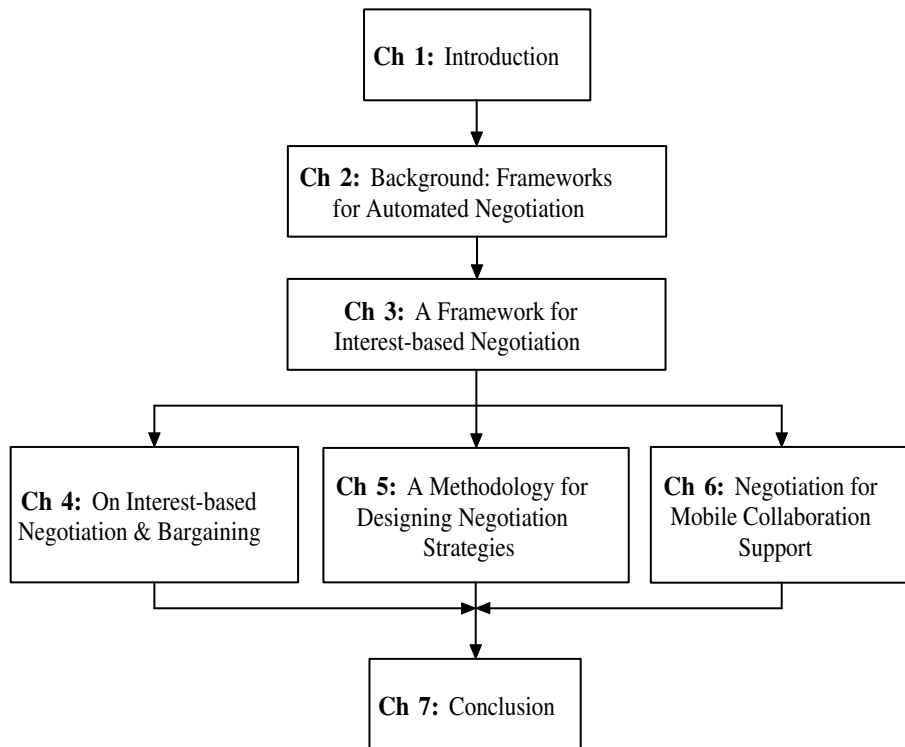 Ch 1: Introduction
Ch 2: Background: Frameworks
for Automated Negotiation
Ch 3: A Framework for
Interest-based Negotiation
Ch 4: On Interest-based
Negotiation & Bargaining
Ch 5: A Methodology for
Designing Negotiation
Strategies
Ch 6: Negotiation for
Mobile Collaboration
Support
Ch 7: Conclusion